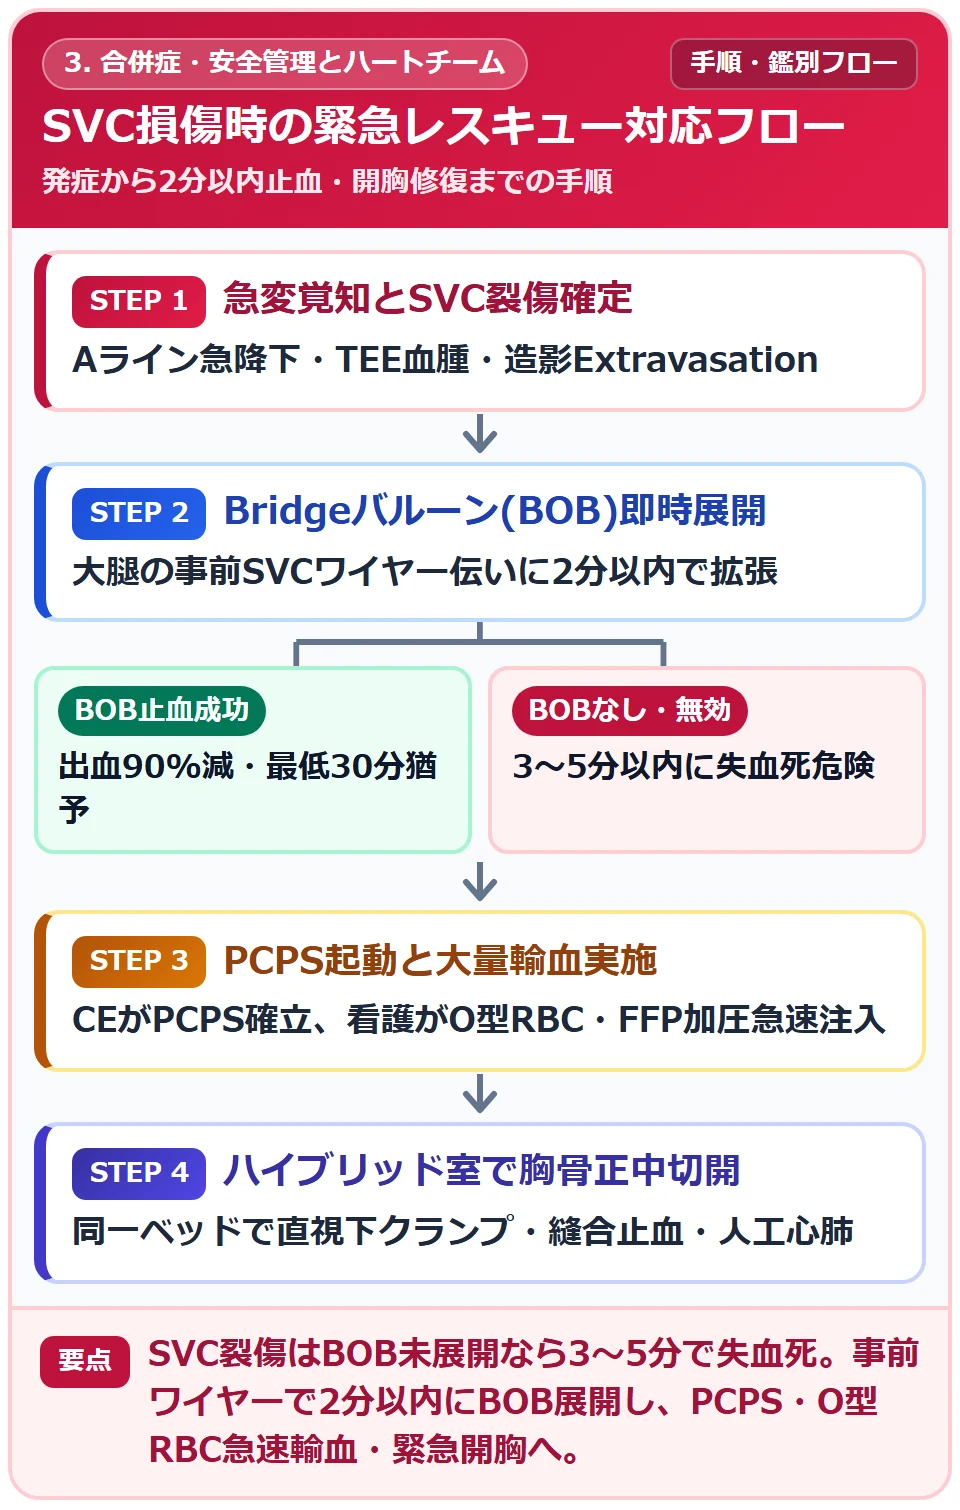 3. 合併症・安全管理とハートチーム
手順・鑑別フロー
SVC損傷時の緊急レスキュー対応フロー
発症から2分以内止血・開胸修復までの手順
STEP 1
急変覚知とSVC裂傷確定
Aライン急降下・TEE血腫・造影Extravasation
STEP 2
Bridgeバルーン(BOB)即時展開
大腿の事前SVCワイヤー伝いに2分以内で拡張
BOB止血成功
出血90%減・最低30分猶
予
BOBなし・無効
3〜5分以内に失血死危険
STEP 3
PCPS起動と大量輸血実施
CEがPCPS確立、看護がO型RBC・FFP加圧急速注入
STEP 4
ハイブリッド室で胸骨正中切開
同一ベッドで直視下クランプ・縫合止血・人工心肺
要点
SVC裂傷はBOB未展開なら3〜5分で失血死。事前
ワイヤーで2分以内にBOB展開し、PCPS・O型
RBC急速輸血・緊急開胸へ。